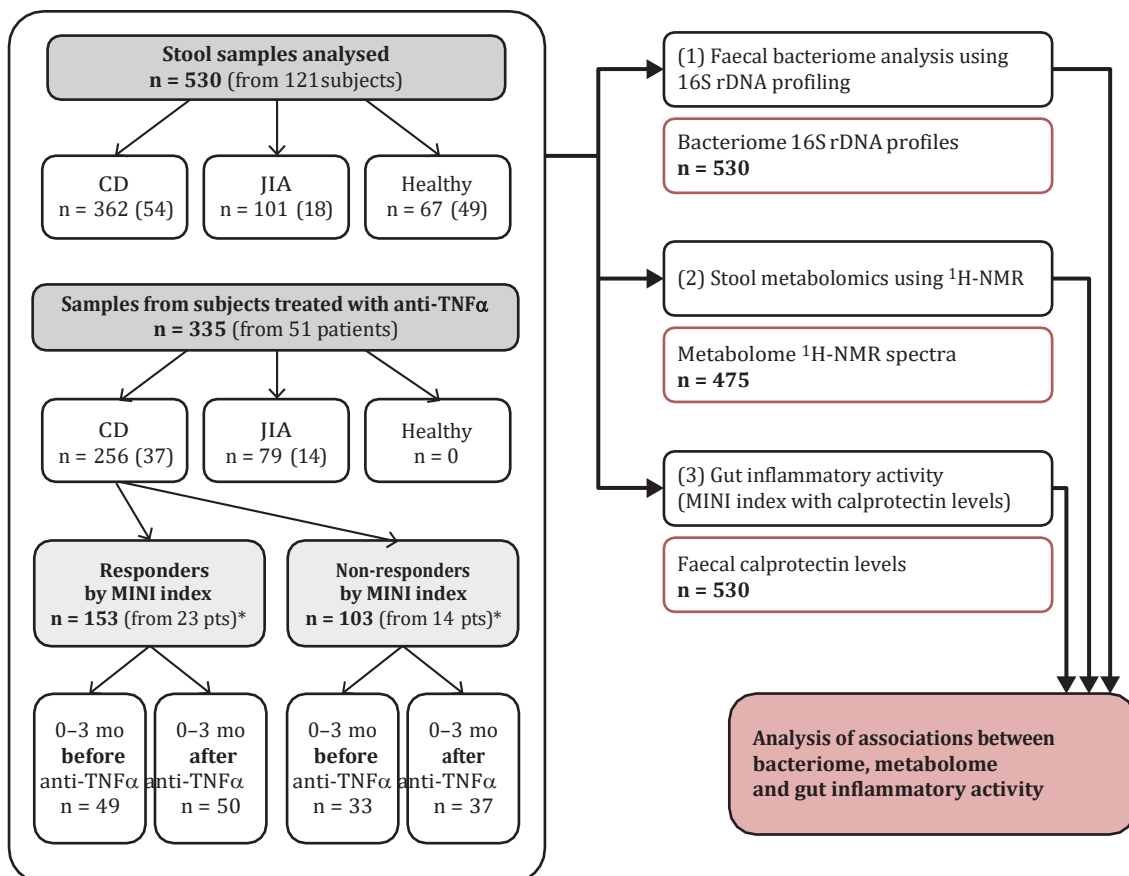 Stool samples analysed
n = 530 (from 121 subjects)
CD
n = 362 (54)
JIA
n = 101 (18)
Healthy
n = 67 (49)
Samples from subjects treated with anti-TNFα
n = 335 (from 51 patients)
CD
n = 256 (37)
JIA
n = 79 (14)
Healthy
n = 0
Responders
by MINI index
n = 153 (from 23 pts)*
Non-responders
by MINI index
n = 103 (from 14 pts)*
0–3 mo
before
anti-TNFα
n = 49
0–3 mo
after
anti-TNFα
n = 50
0–3 mo
before
anti-TNFα
n = 33
0–3 mo
after
anti-TNFα
n = 37
(1) Faecal bacteriome analysis using
16S rDNA profiling
Bacteriome 16S rDNA profiles
n = 530
(2) Stool metabolomics using ¹H-NMR
Metabolome ¹H-NMR spectra
n = 475
(3) Gut inflammatory activity
(MINI index with calprotectin levels)
Faecal calprotectin levels
n = 530
Analysis of associations between
bacteriome, metabolome
and gut inflammatory activity